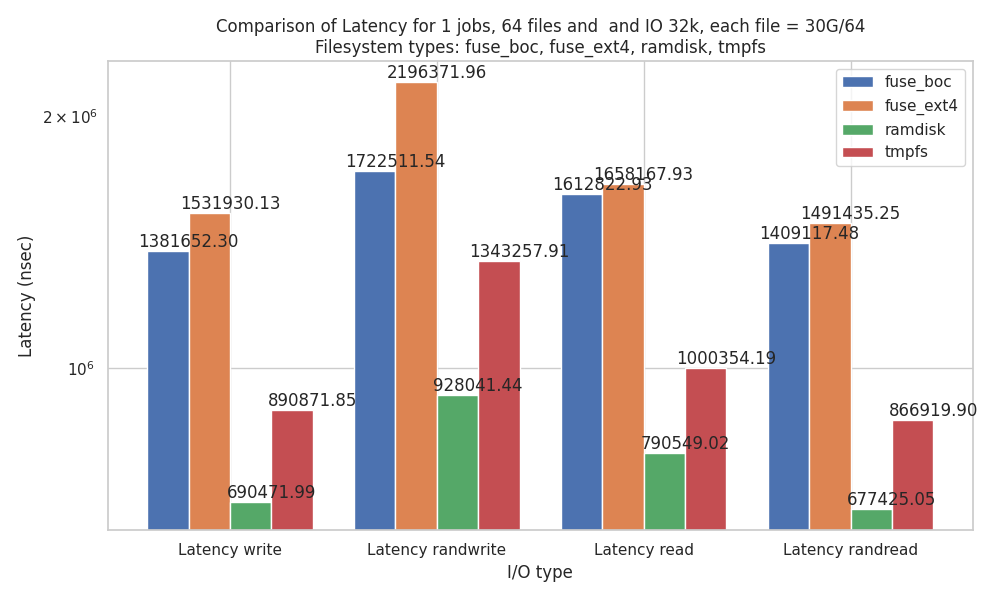 Comparison of Latency for 1 jobs, 64 files and  and IO 32k, each file = 30G/64
Filesystem types: fuse_boc, fuse_ext4, ramdisk, tmpfs
fuse_boc
fuse_ext4
ramdisk
tmpfs
Latency (nsec)
2 × 10⁶
10⁶
1381652.30
1531930.13
690471.99
890871.85
1722511.54
2196371.96
928041.44
1343257.91
1612822.93
1658167.93
790549.02
1000354.19
1409117.48
1491435.25
677425.05
866919.90
Latency write
Latency randwrite
Latency read
Latency randread
I/O type